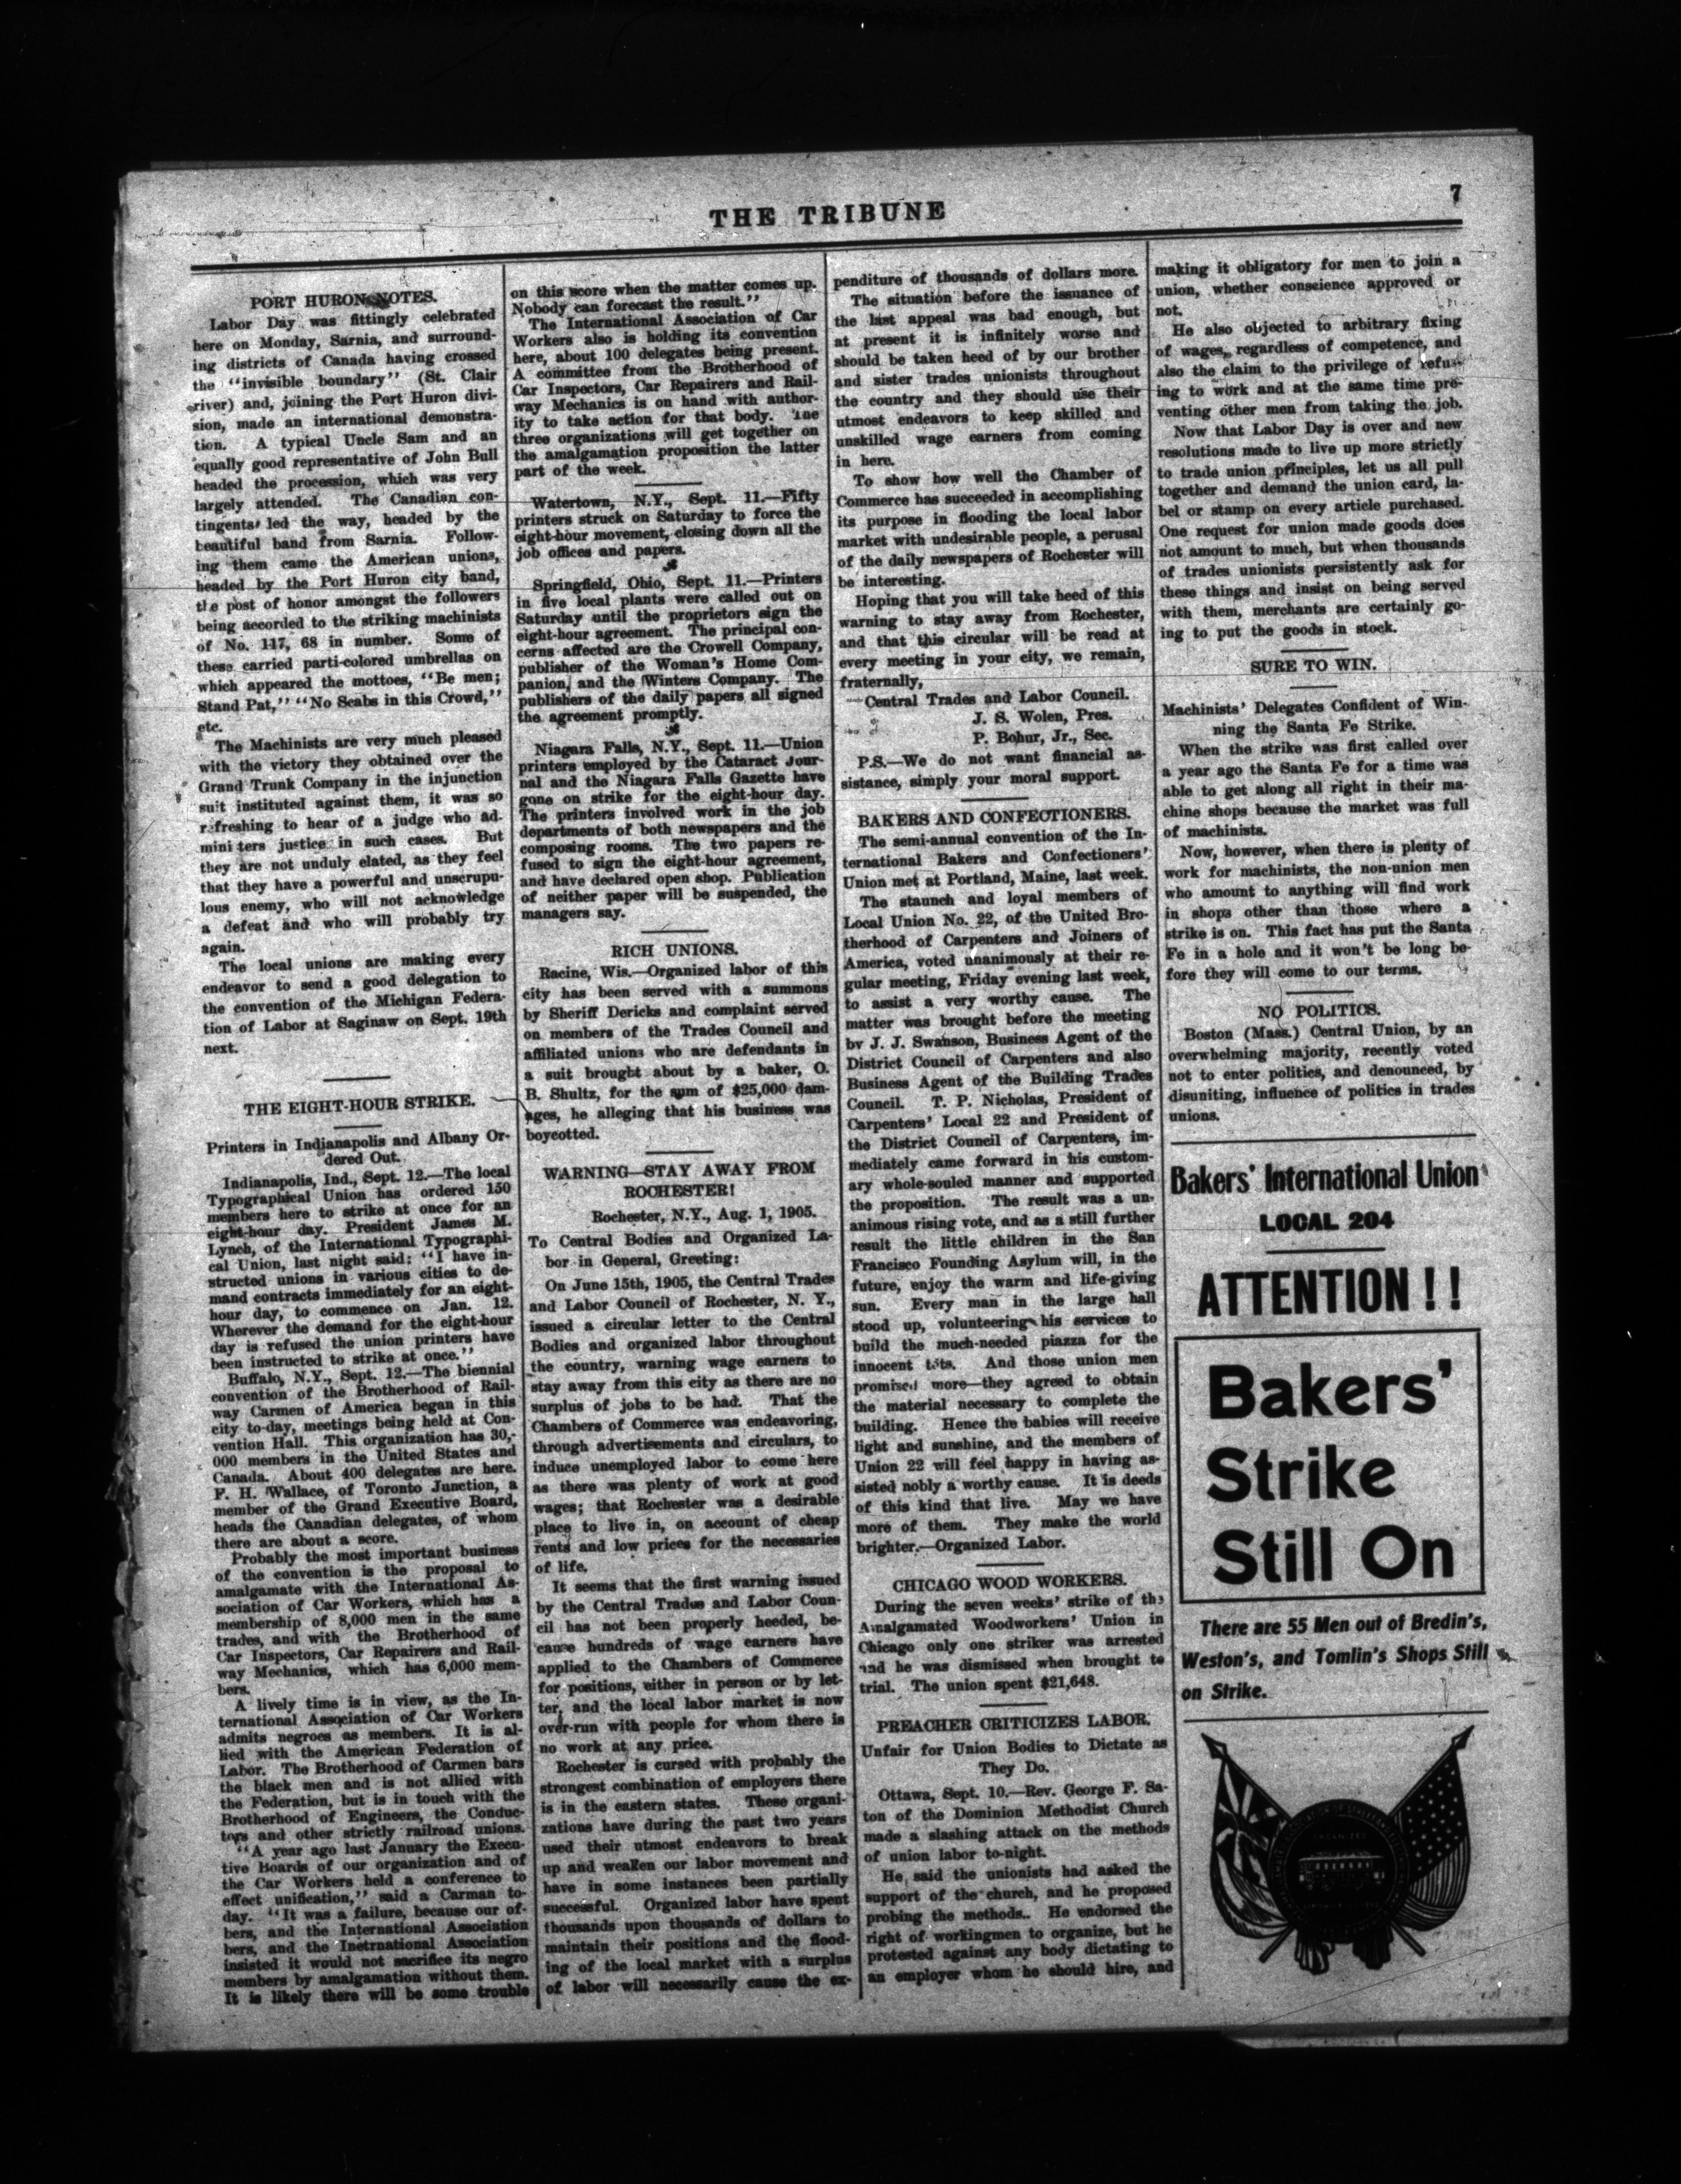 THE TRIBUNE
7
PORT HURON NOTES.
Labor Day was fittingly celebrated
here on Monday, Sarnia, and surround-
ing districts of Canada having crossed
the "invisible boundary" (St. Clair
river) and, joining the Port Huron divi-
sion, made an international demonstra-
tion. A typical Uncle Sam and an
equally good representative of John Bull
headed the procession, which was very
largely attended. The Canadian con-
tingents led the way, headed by the
beautiful band from Sarnia. Follow-
ing them came the American unions,
headed by the Port Huron city band,
the post of honor amongst the followers
being accorded to the striking machinists
of No. 117, 68 in number. Some of
these carried parti-colored umbrellas on
which appeared the mottoes, "Be men;
Stand Pat," "No Scabs in this Crowd,"
etc.
The Machinists are very much pleased
with the victory they obtained over the
Grand Trunk Company in the injunction
suit instituted against them, it was so
refreshing to hear of a judge who ad-
mini ters justice in such cases. But
they are not unduly elated, as they feel
that they have a powerful and unscrupu-
lous enemy, who will not acknowledge
a defeat and who will probably try
again.
The local unions are making every
endeavor to send a good delegation to
the convention of the Michigan Federa-
tion of Labor at Saginaw on Sept. 19th
next.
THE EIGHT-HOUR STRIKE.
Printers in Indianapolis and Albany Or-
dered Out.
Indianapolis, Ind., Sept. 12.—The local
Typographical Union has ordered 150
members here to strike at once for an
eight-hour day. President James M.
Lynch, of the International Typographi-
cal Union, last night said: "I have in-
structed unions in various cities to de-
mand contracts immediately for an eight-
hour day, to commence on Jan. 12.
Wherever the demand for the eight-hour
day is refused the union printers have
been instructed to strike at once."
Buffalo, N.Y., Sept. 12.—The biennial
convention of the Brotherhood of Rail-
way Carmen of America began in this
city to-day, meetings being held at Con-
vention Hall. This organization has 30,-
000 members in the United States and
Canada. About 400 delegates are here.
F. H. Wallace, of Toronto Junction, a
member of the Grand Executive Board,
heads the Canadian delegates, of whom
there are about a score.
Probably the most important business
of the convention is the proposal to
amalgamate with the International As-
sociation of Car Workers, which has a
membership of 8,000 men in the same
trades, and with the Brotherhood of
Car Inspectors, Car Repairers and Rail-
way Mechanics, which has 6,000 mem-
bers.
A lively time is in view, as the In-
ternational Association of Car Workers
admits negroes as members. It is al-
lied with the American Federation of
Labor. The Brotherhood of Carmen bars
the black men and is not allied with
the Federation, but is in touch with the
Brotherhood of Engineers, the Conduc-
tors and other strictly railroad unions.
"A year ago last January the Execu-
tive Boards of our organization and of
the Car Workers held a conference to
effect unification," said a Carman to-
day. "It was a failure, because our of-
bers, and the International Association
bers, and the Inetrnational Association
insisted it would not sacrifice its negro
members by amalgamation without them.
It is likely there will be some trouble
on this score when the matter comes up.
Nobody can forecast the result."
The International Association of Car
Workers also is holding its convention
here, about 100 delegates being present.
A committee from the Brotherhood of
Car Inspectors, Car Repairers and Rail-
way Mechanics is on hand with author-
ity to take action for that body. The
three organizations will get together on
the amalgamation proposition the latter
part of the week.
Watertown, N.Y., Sept. 11.—Fifty
printers struck on Saturday to force the
eight-hour movement, closing down all the
job offices and papers.
Springfield, Ohio, Sept. 11.—Printers
in five local plants were called out on
Saturday until the proprietors sign the
eight-hour agreement. The principal con-
cerns affected are the Crowell Company,
publisher of the Woman's Home Com-
panion, and the Winters Company. The
publishers of the daily papers all signed
the agreement promptly.
Niagara Falls, N.Y., Sept. 11.—Union
printers employed by the Cataract Jour-
nal and the Niagara Falls Gazette have
gone on strike for the eight-hour day.
The printers involved work in the job
departments of both newspapers and the
composing rooms. The two papers re-
fused to sign the eight-hour agreement,
and have declared open shop. Publication
of neither paper will be suspended, the
managers say.
RICH UNIONS.
Racine, Wis.—Organized labor of this
city has been served with a summons
by Sheriff Dericks and complaint served
on members of the Trades Council and
affiliated unions who are defendants in
a suit brought about by a baker, O.
B. Shultz, for the sum of $25,000 dam-
ages, he alleging that his business was
boycotted.
WARNING—STAY AWAY FROM
ROCHESTER!
Rochester, N.Y., Aug. 1, 1905.
To Central Bodies and Organized La-
bor in General, Greeting:
On June 15th, 1905, the Central Trades
and Labor Council of Rochester, N. Y.,
issued a circular letter to the Central
Bodies and organized labor throughout
the country, warning wage earners to
stay away from this city as there are no
surplus of jobs to be had. That the
Chambers of Commerce was endeavoring,
through advertisements and circulars, to
induce unemployed labor to come here
as there was plenty of work at good
wages; that Rochester was a desirable
place to live in, on account of cheap
rents and low prices for the necessaries
of life.
It seems that the first warning issued
by the Central Trades and Labor Coun-
cil has not been properly heeded, be-
cause hundreds of wage earners have
applied to the Chambers of Commerce
for positions, either in person or by let-
ter, and the local labor market is now
over-run with people for whom there is
no work at any price.
Rochester is cursed with probably the
strongest combination of employers there
is in the eastern states. These organi-
zations have during the past two years
used their utmost endeavors to break
up and weaken our labor movement and
have in some instances been partially
successful. Organized labor have spent
thousands upon thousands of dollars to
maintain their positions and the flood-
ing of the local market with a surplus
of labor will necessarily cause the ex-
penditure of thousands of dollars more.
The situation before the issuance of
the last appeal was bad enough, but
at present it is infinitely worse and
should be taken heed of by our brother
and sister trades unionists throughout
the country and they should use their
utmost endeavors to keep skilled and
unskilled wage earners from coming
in here.
To show how well the Chamber of
Commerce has succeeded in accomplishing
its purpose in flooding the local labor
market with undesirable people, a perusal
of the daily newspapers of Rochester will
be interesting.
Hoping that you will take heed of this
warning to stay away from Rochester,
and that this circular will be read at
every meeting in your city, we remain,
fraternally,
Central Trades and Labor Council.
J. S. Wolen, Pres.
P. Bohur, Jr., Sec.
P.S.—We do not want financial as-
sistance, simply your moral support.
BAKERS AND CONFECTIONERS.
The semi-annual convention of the In-
ternational Bakers and Confectioners'
Union met at Portland, Maine, last week.
The staunch and loyal members of
Local Union No. 22, of the United Bro-
therhood of Carpenters and Joiners of
America, voted unanimously at their re-
gular meeting, Friday evening last week,
to assist a very worthy cause. The
matter was brought before the meeting
by J. J. Swanson, Business Agent of the
District Council of Carpenters and also
Business Agent of the Building Trades
Council. T. P. Nicholas, President of
Carpenters' Local 22 and President of
the District Council of Carpenters, im-
mediately came forward in his custom-
ary whole-souled manner and supported
the proposition. The result was a un-
animous rising vote, and as a still further
result the little children in the San
Francisco Founding Asylum will, in the
future, enjoy the warm and life-giving
sun. Every man in the large hall
stood up, volunteering his services to
build the much-needed piazza for the
innocent tots. And those union men
promised more—they agreed to obtain
the material necessary to complete the
building. Hence the babies will receive
light and sunshine, and the members of
Union 22 will feel happy in having as-
sisted nobly a worthy cause. It is deeds
of this kind that live. May we have
more of them. They make the world
brighter.—Organized Labor.
CHICAGO WOOD WORKERS.
During the seven weeks' strike of the
Amalgamated Woodworkers' Union in
Chicago only one striker was arrested
and he was dismissed when brought to
trial. The union spent $21,648.
PREACHER CRITICIZES LABOR.
Unfair for Union Bodies to Dictate as
They Do.
Ottawa, Sept. 10.—Rev. George F. Sa-
ton of the Dominion Methodist Church
made a slashing attack on the methods
of union labor to-night.
He said the unionists had asked the
support of the church, and he proposed
probing the methods.. He endorsed the
right of workingmen to organize, but he
protested against any body dictating to
an employer whom he should hire, and
making it obligatory for men to join a
union, whether conscience approved or
not.
He also objected to arbitrary fixing
of wages, regardless of competence, and
also the claim to the privilege of refus-
ing to work and at the same time pre-
venting other men from taking the job.
Now that Labor Day is over and new
resolutions made to live up more strictly
to trade union principles, let us all pull
together and demand the union card, la-
bel or stamp on every article purchased.
One request for union made goods does
not amount to much, but when thousands
of trades unionists persistently ask for
these things and insist on being served
with them, merchants are certainly go-
ing to put the goods in stock.
SURE TO WIN.
Machinists' Delegates Confident of Win-
ning the Santa Fe Strike.
When the strike was first called over
a year ago the Santa Fe for a time was
able to get along all right in their ma-
chine shops because the market was full
of machinists.
Now, however, when there is plenty of
work for machinists, the non-union men
who amount to anything will find work
in shops other than those where a
strike is on. This fact has put the Santa
Fe in a hole and it won't be long be-
fore they will come to our terms.
NO POLITICS.
Boston (Mass.) Central Union, by an
overwhelming majority, recently voted
not to enter politics, and denounced, by
disuniting, influence of politics in trades
unions.
Bakers' International Union
LOCAL 204
ATTENTION!!
Bakers'
Strike
Still On
There are 55 Men out of Bredin's,
Weston's, and Tomlin's Shops Still
on Strike.